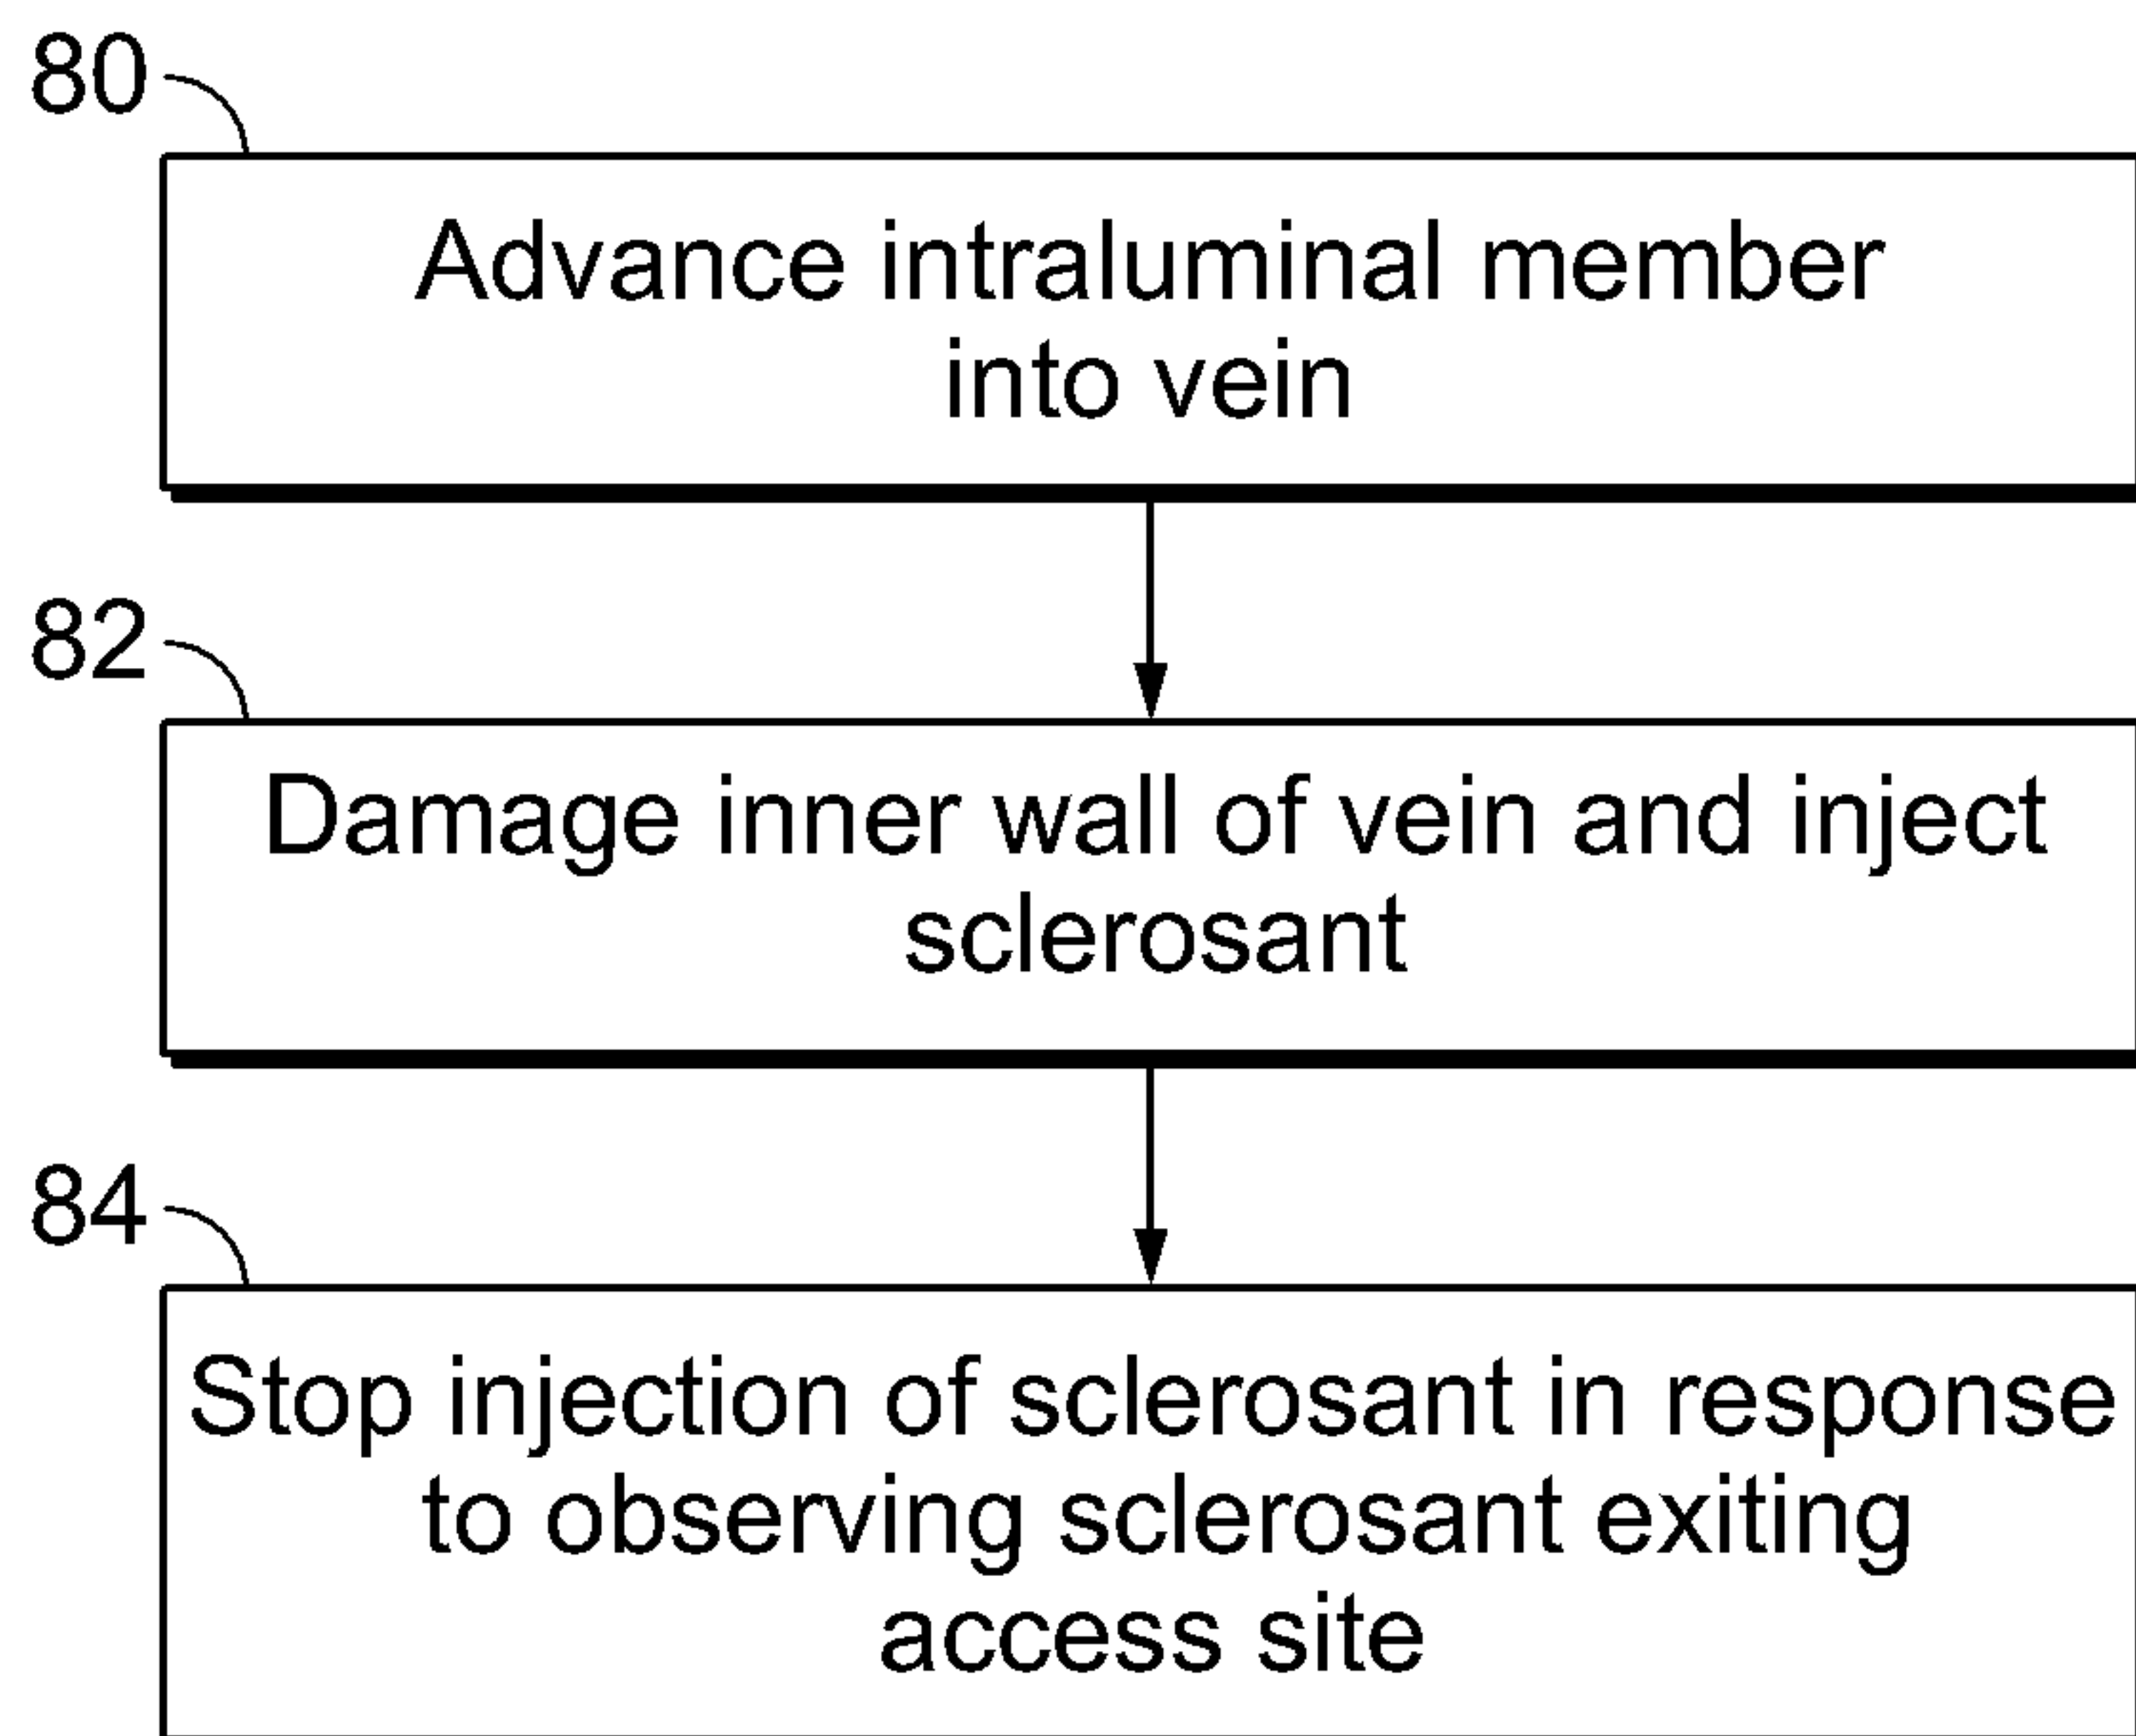 80
Advance intraluminal member
into vein
82
Damage inner wall of vein and inject
sclerosant
84
Stop injection of sclerosant in response
to observing sclerosant exiting
access site